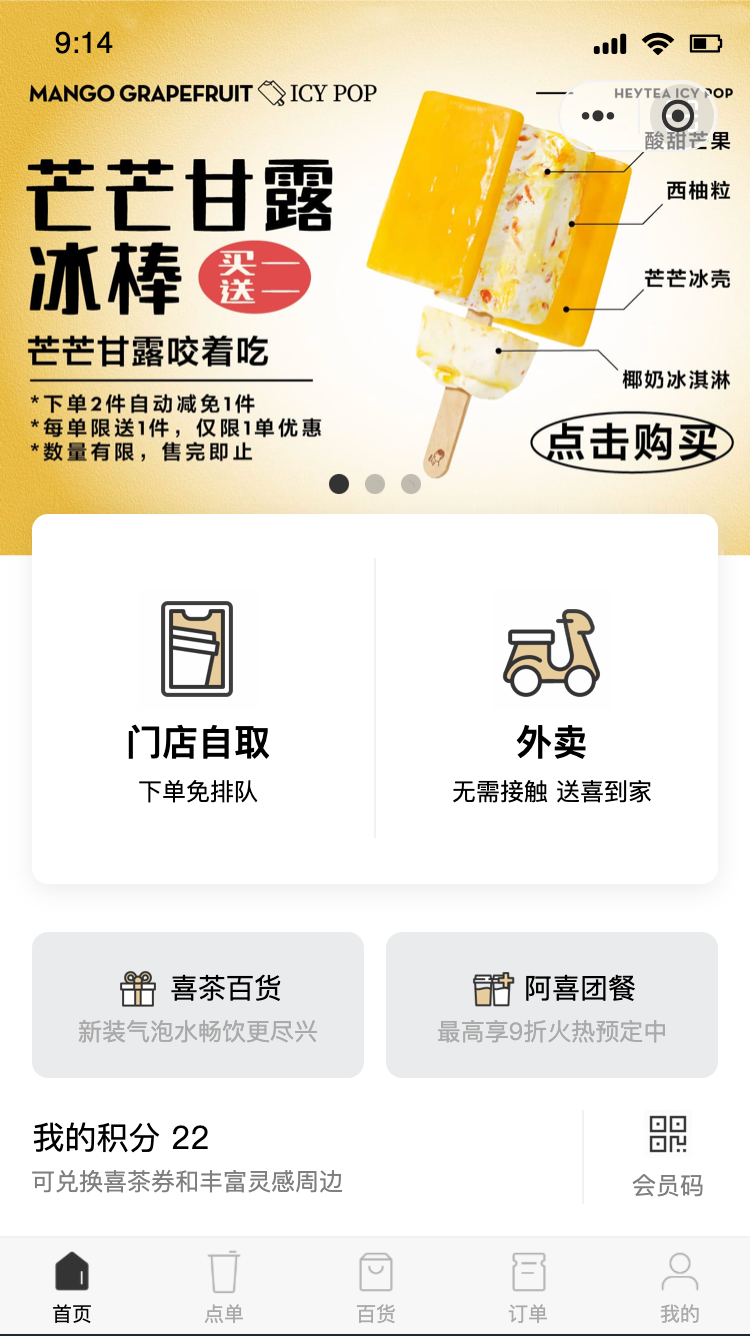 9:14
MANGO GRAPEFRUIT ICY POP
HEYTEA ICY POP
酸甜芒果
芒芒甘露
西柚粒
冰棒
买一
送一
芒芒冰壳
芒芒甘露咬着吃
椰奶冰淇淋
*下单2件自动减免1件
*每单限送1件，仅限1单优惠
*数量有限，售完即止
点击购买
门店自取
外卖
下单免排队
无需接触 送喜到家
喜茶百货
阿喜团餐
新装气泡水畅饮更尽兴
最高享9折火热预定中
我的积分 22
可兑换喜茶券和丰富灵感周边
会员码
首页
点单
百货
订单
我的